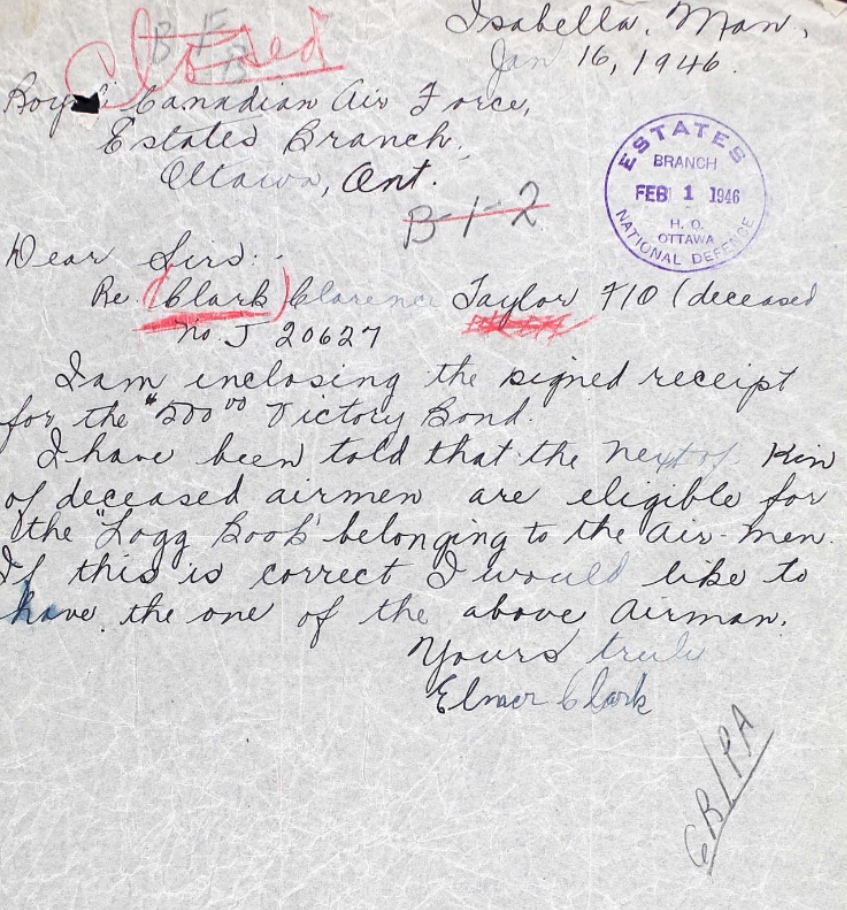 Isabella, Man,
Jan 16, 1946.
Closed
B F
B
Royal Canadian Air Force,
Estates Branch,
Ottawa, Ont.
B-1-2
ESTATES
BRANCH
FEB 1 1946
H. Q.
OTTAWA
NATIONAL DEFENCE
Dear Sirs:-
Re. (Clark) Clarence Taylor F/O (deceased
No. J 20627
I am inclosing the signed receipt
for the "500⁰⁰ Victory Bond.
I have been told that the next of Kin
of deceased airmen are eligible for
the "Logg Book' belonging to the Air-men.
If this is correct I would like to
have the one of the above Airman.
Yours truly
Elmer Clark